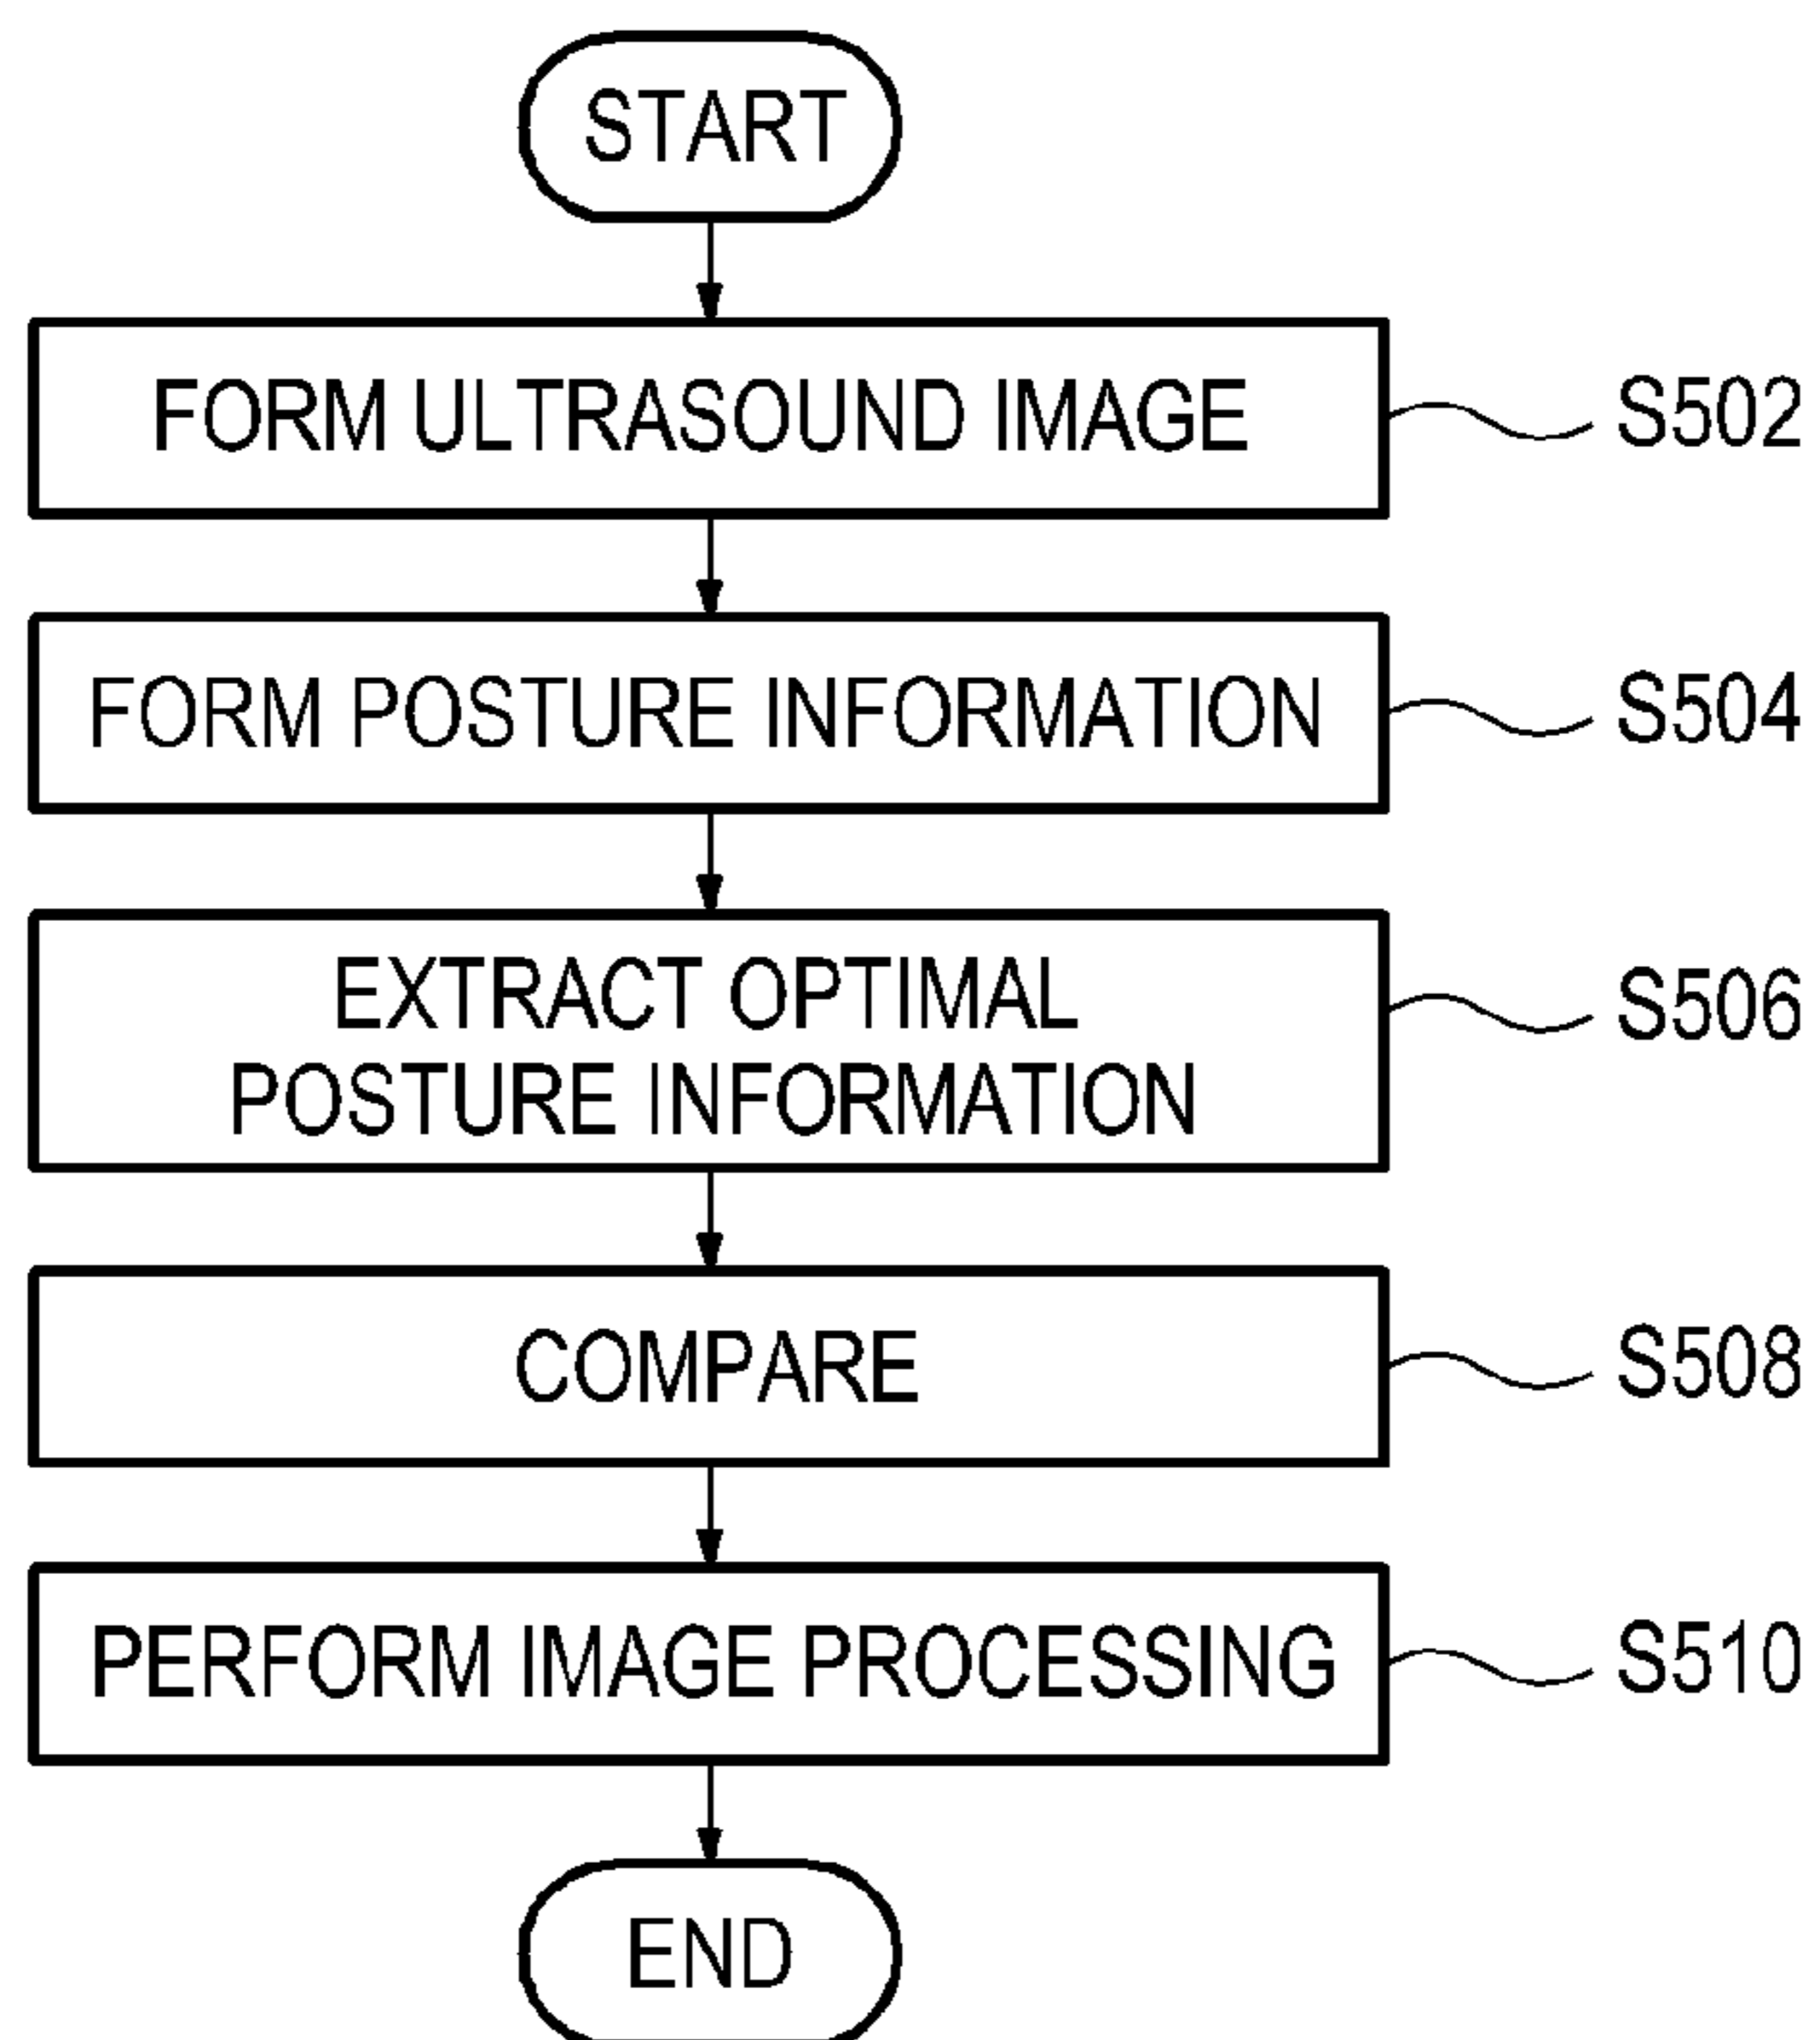 START
FORM ULTRASOUND IMAGE
S502
FORM POSTURE INFORMATION
S504
EXTRACT OPTIMAL
POSTURE INFORMATION
S506
COMPARE
S508
PERFORM IMAGE PROCESSING
S510
END